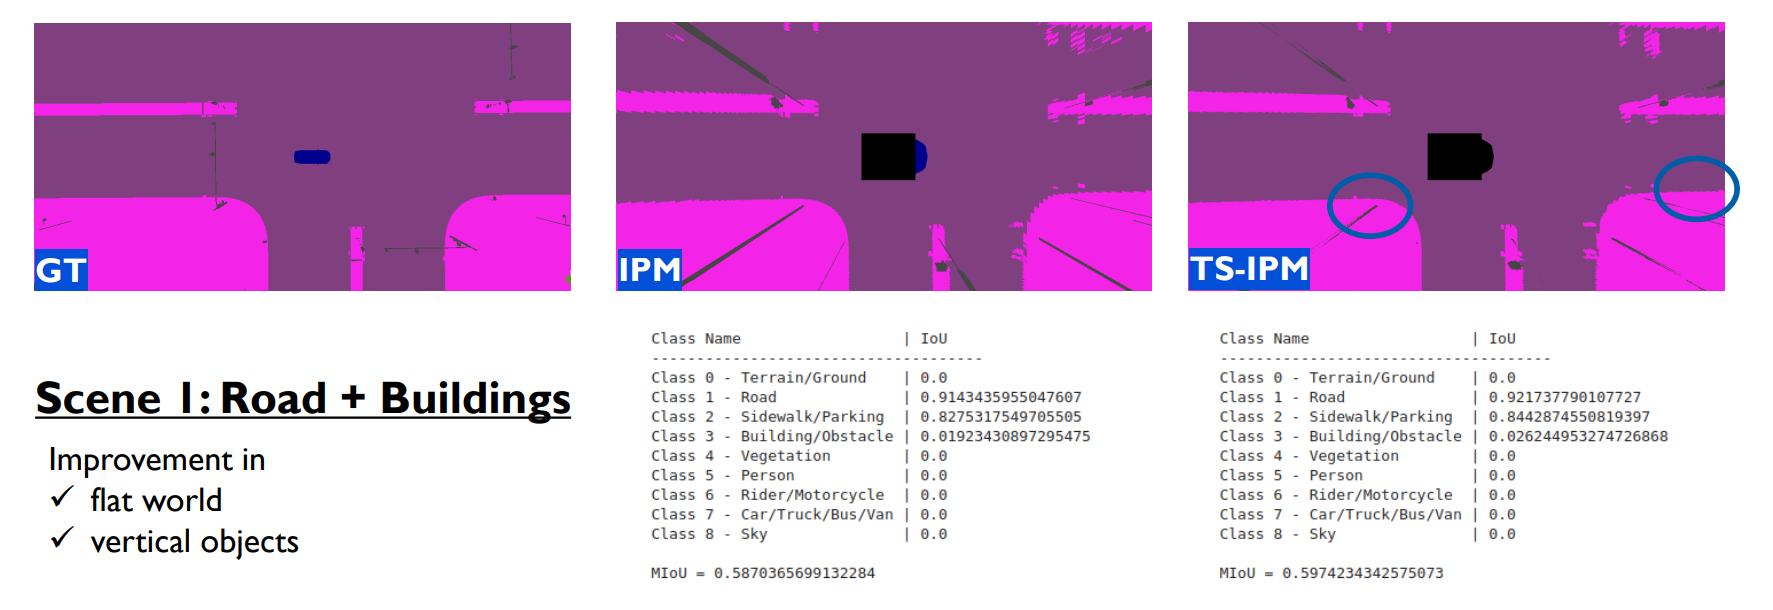 GT
IPM
TS-IPM
Scene 1: Road + Buildings
Improvement in
✓ flat world
✓ vertical objects
Class Name | IoU
-------------------------------------
Class 0 - Terrain/Ground | 0.0
Class 1 - Road | 0.9143435955047607
Class 2 - Sidewalk/Parking | 0.8275317549705505
Class 3 - Building/Obstacle | 0.01923430897295475
Class 4 - Vegetation | 0.0
Class 5 - Person | 0.0
Class 6 - Rider/Motorcycle | 0.0
Class 7 - Car/Truck/Bus/Van | 0.0
Class 8 - Sky | 0.0
MIoU = 0.5870365699132284
Class Name | IoU
-------------------------------------
Class 0 - Terrain/Ground | 0.0
Class 1 - Road | 0.921737790107727
Class 2 - Sidewalk/Parking | 0.8442874550819397
Class 3 - Building/Obstacle | 0.026244953274726868
Class 4 - Vegetation | 0.0
Class 5 - Person | 0.0
Class 6 - Rider/Motorcycle | 0.0
Class 7 - Car/Truck/Bus/Van | 0.0
Class 8 - Sky | 0.0
MIoU = 0.5974234342575073